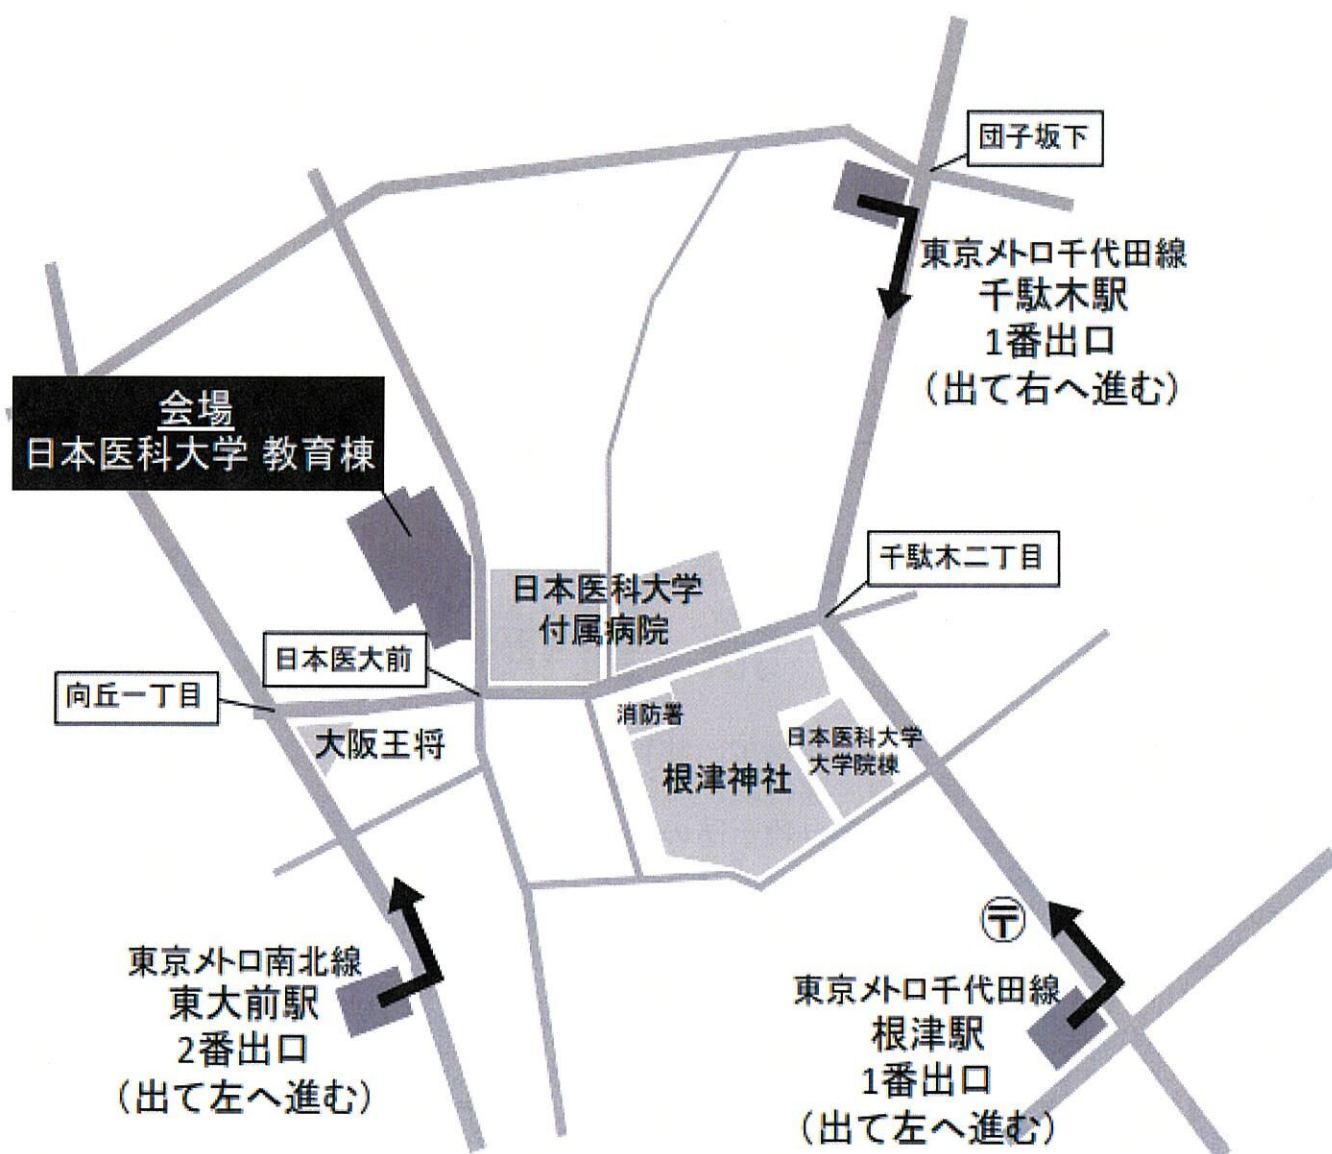 団子坂下
東京メトロ千代田線
千駄木駅
1番出口
（出て右へ進む）
会場
日本医科大学 教育棟
千駄木二丁目
日本医科大学
付属病院
日本医大前
向丘一丁目
消防署
大阪王将
日本医科大学
大学院棟
根津神社
〒
東京メトロ南北線
東大前駅
2番出口
（出て左へ進む）
東京メトロ千代田線
根津駅
1番出口
（出て左へ進む）